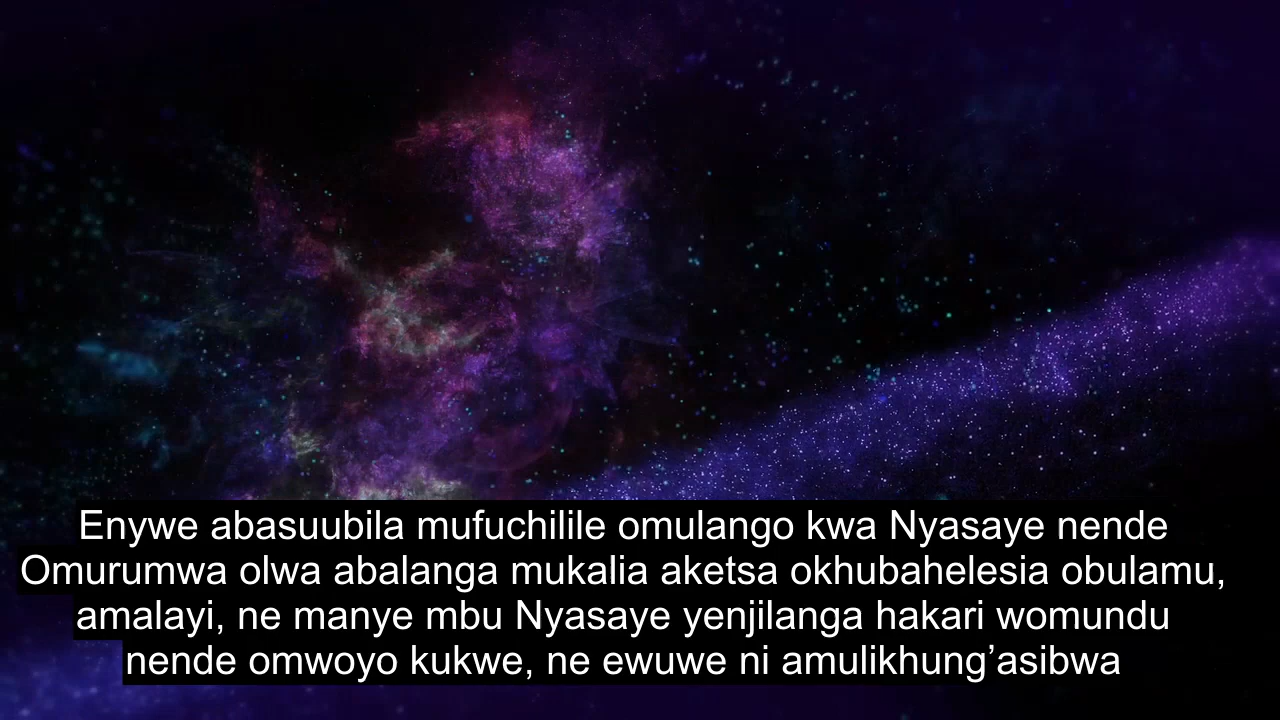 Enywe abasuubila mufuchilile omulango kwa Nyasaye nende
Omurumwa olwa abalanga mukalia aketsa okhubahelesia obulamu,
amalayi, ne manye mbu Nyasaye yenjilanga hakari womundu
nende omwoyo kukwe, ne ewuwe ni amulikhung’asibwa